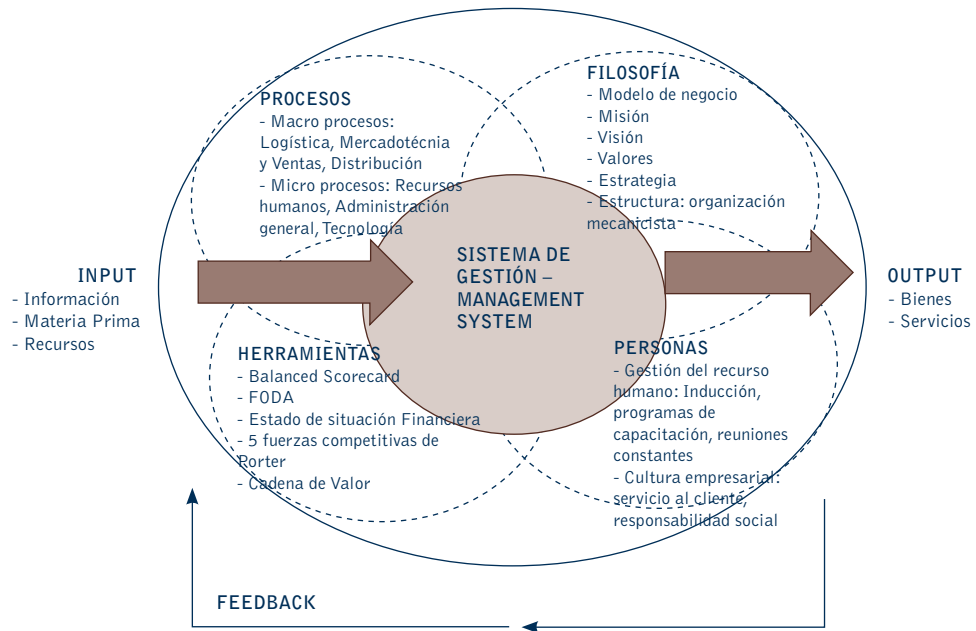 PROCESOS
- Macro procesos:
Logística, Mercadotécnia
y Ventas, Distribución
- Micro procesos: Recursos
humanos, Administración
general, Tecnología
FILOSOFÍA
- Modelo de negocio
- Misión
- Visión
- Valores
- Estrategia
- Estructura: organización
mecanicista
INPUT
- Información
- Materia Prima
- Recursos
SISTEMA DE
GESTIÓN –
MANAGEMENT
SYSTEM
OUTPUT
- Bienes
- Servicios
HERRAMIENTAS
- Balanced Scorecard
- FODA
- Estado de situación Financiera
- 5 fuerzas competitivas de
Porter
- Cadena de Valor
PERSONAS
- Gestión del recurso
humano: Inducción,
programas de
capacitación, reuniones
constantes
- Cultura empresarial:
servicio al cliente,
responsabilidad social
FEEDBACK